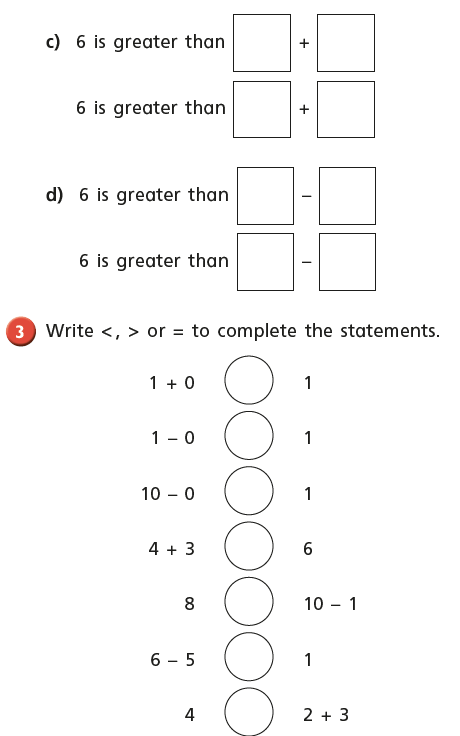 c) 6 is greater than +
6 is greater than +
d) 6 is greater than –
6 is greater than –
3 Write <, > or = to complete the statements.
1 + 0 1
1 – 0 1
10 – 0 1
4 + 3 6
8 10 – 1
6 – 5 1
4 2 + 3